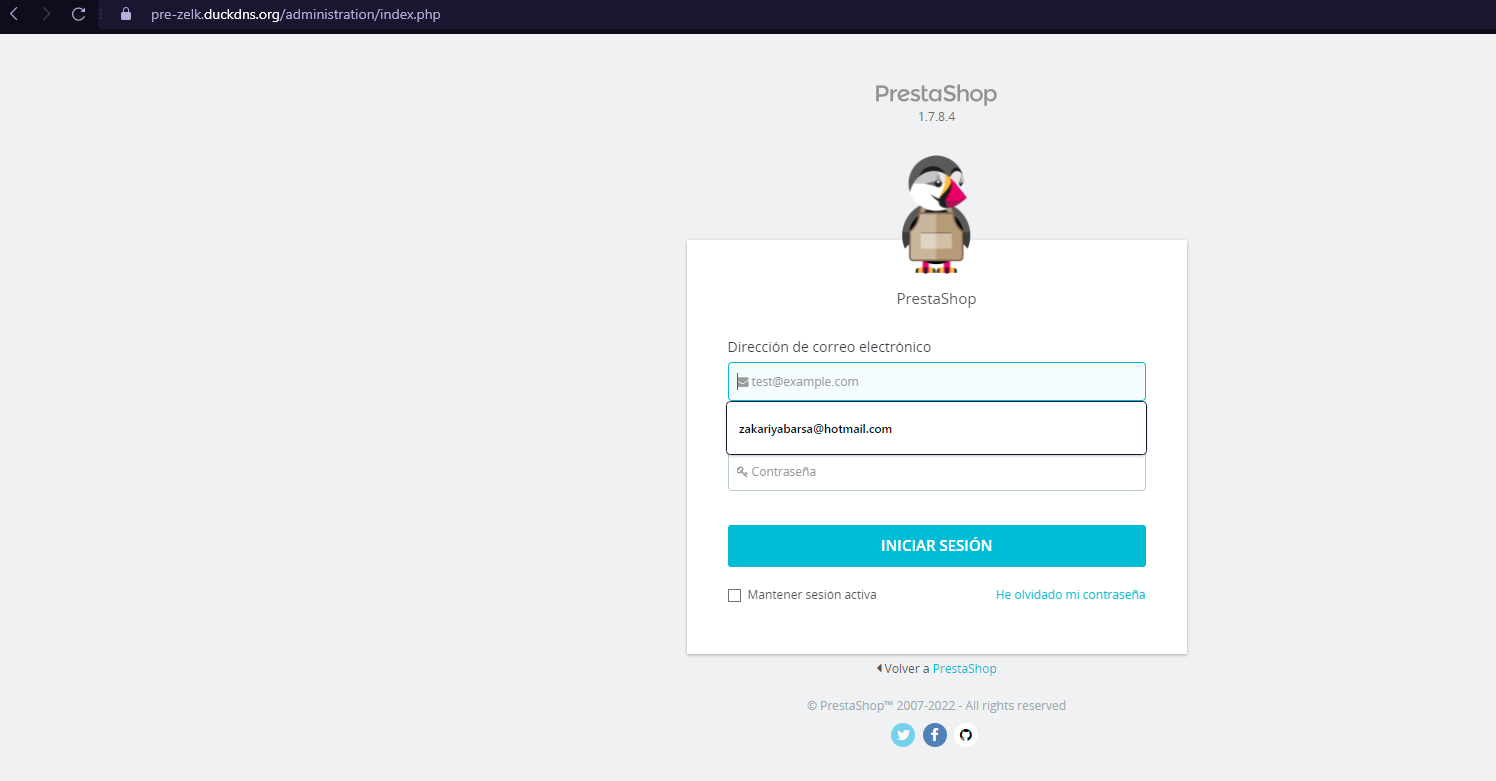 pre-zelk.duckdns.org/administration/index.php
PrestaShop
1.7.8.4
PrestaShop
Dirección de correo electrónico
test@example.com
zakariyabarsa@hotmail.com
Contraseña
INICIAR SESIÓN
Mantener sesión activa He olvidado mi contraseña
Volver a PrestaShop
© PrestaShop™ 2007-2022 - All rights reserved